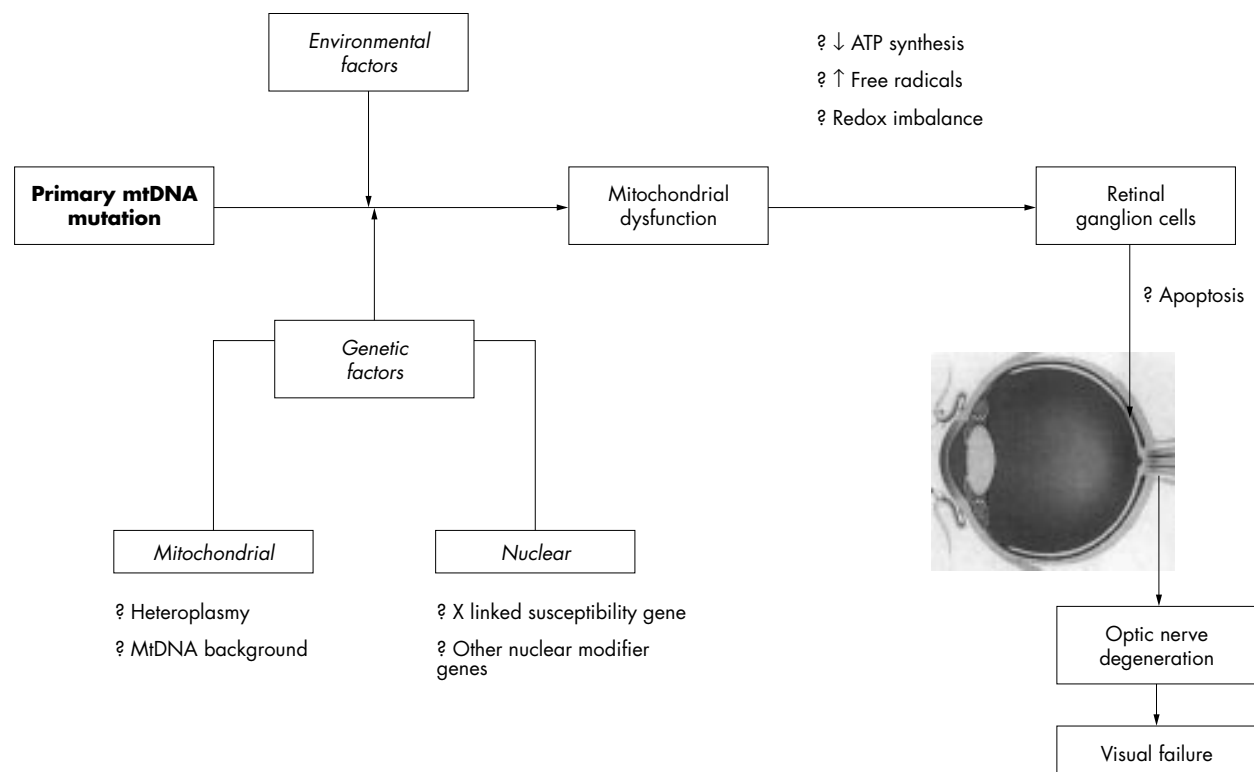 Environmental
factors
? ↓ ATP synthesis
? ↑ Free radicals
? Redox imbalance
Primary mtDNA
mutation
Mitochondrial
dysfunction
Retinal
ganglion cells
? Apoptosis
Genetic
factors
Mitochondrial
Nuclear
? Heteroplasmy
? MtDNA background
? X linked susceptibility gene
? Other nuclear modifier
genes
Optic nerve
degeneration
Visual failure